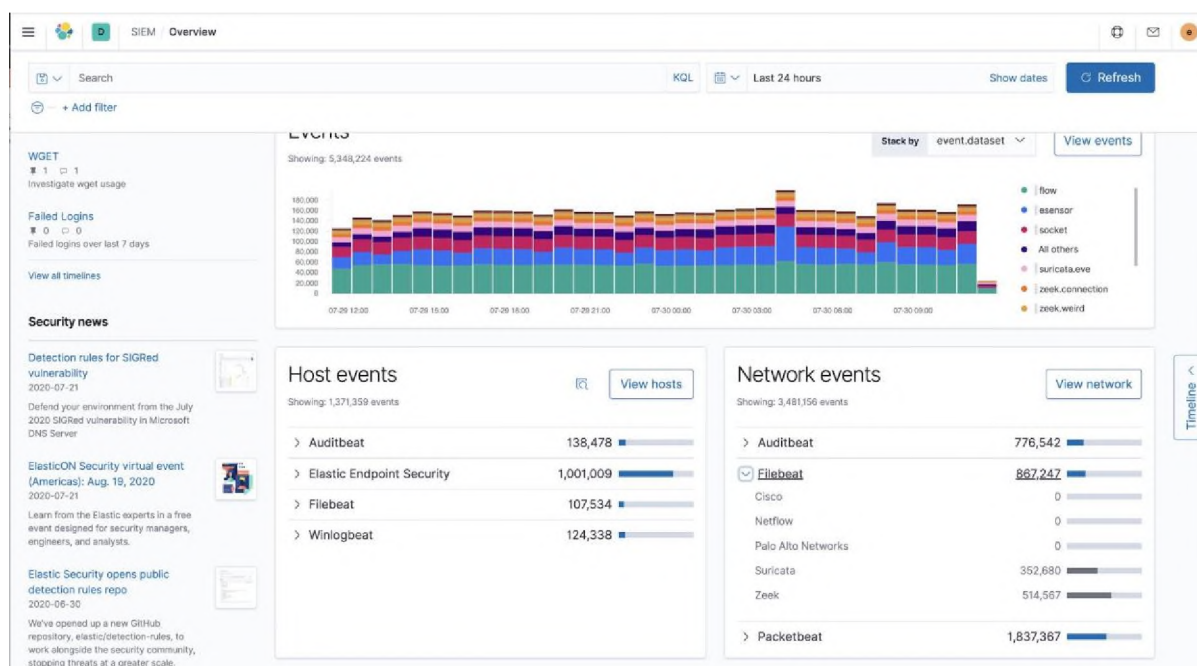 D
SIEM / Overview
e
Search
KQL
Last 24 hours
Show dates
Refresh
+ Add filter
WGET
1 1
Investigate wget usage
Failed Logins
0 0
Failed logins over last 7 days
View all timelines
Security news
Detection rules for SIGRed
vulnerability
2020-07-21
Defend your environment from the July
2020 SIGRed vulnerability in Microsoft
DNS Server
ElasticON Security virtual event
(Americas): Aug. 19, 2020
2020-07-21
Learn from the Elastic experts in a free
event designed for security managers,
engineers, and analysts.
Elastic Security opens public
detection rules repo
2020-06-30
We've opened up a new GitHub
repository, elastic/detection-rules, to
work alongside the security community,
stopping threats at a greater scale.
Events
Showing: 5,348,224 events
Stack by event.dataset
View events
180,000
160,000
140,000
120,000
100,000
80,000
60,000
40,000
20,000
0
07-29 12:00 07-29 15:00 07-29 18:00 07-29 21:00 07-30 00:00 07-30 03:00 07-30 06:00 07-30 09:00
flow
esensor
socket
All others
suricata.eve
zeek.connection
zeek.weird
Host events
View hosts
Showing: 1,371,359 events
Auditbeat 138,478
Elastic Endpoint Security 1,001,009
Filebeat 107,534
Winlogbeat 124,338
Network events
View network
Showing: 3,481,156 events
Auditbeat 776,542
Filebeat 867,247
Cisco 0
Netflow 0
Palo Alto Networks 0
Suricata 352,680
Zeek 514,567
Packetbeat 1,837,367
Timeline